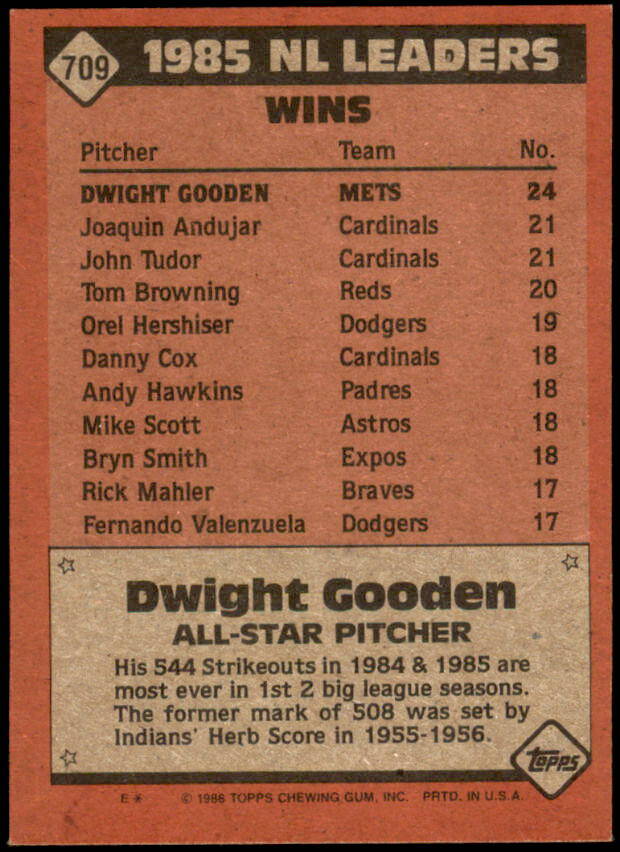 709 1985 NL LEADERS
WINS
Pitcher Team No.
DWIGHT GOODEN METS 24
Joaquin Andujar Cardinals 21
John Tudor Cardinals 21
Tom Browning Reds 20
Orel Hershiser Dodgers 19
Danny Cox Cardinals 18
Andy Hawkins Padres 18
Mike Scott Astros 18
Bryn Smith Expos 18
Rick Mahler Braves 17
Fernando Valenzuela Dodgers 17
Dwight Gooden
ALL-STAR PITCHER
His 544 Strikeouts in 1984 & 1985 are
most ever in 1st 2 big league seasons.
The former mark of 508 was set by
Indians' Herb Score in 1955-1956.
TOPPS
E* © 1986 TOPPS CHEWING GUM, INC. PRTD. IN U.S.A.